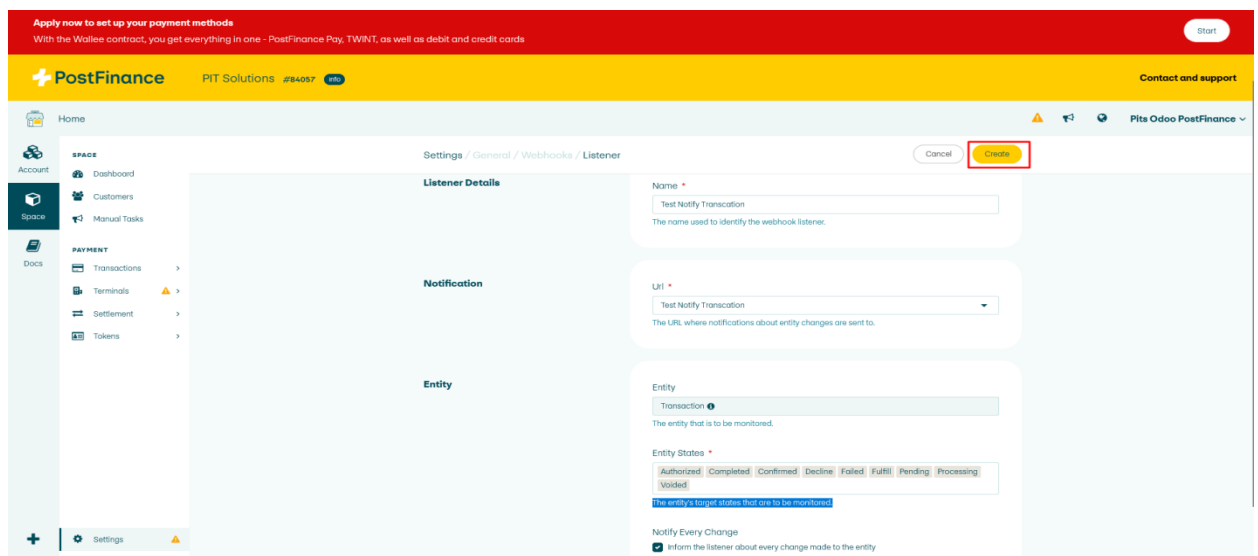 Apply now to set up your payment methods
With the Wallee contract, you get everything in one - PostFinance Pay, TWINT, as well as debit and credit cards
Start
PostFinance
PIT Solutions #84057 info
Contact and support
Home
Pits Odoo PostFinance
Account
Space
Docs
SPACE
Dashboard
Customers
Manual Tasks
PAYMENT
Transactions
Terminals
Settlement
Tokens
Settings
Settings / General / Webhooks / Listener
Cancel
Create
Listener Details
Name *
Test Notify Transcation
The name used to identify the webhook listener.
Notification
Url *
Test Notify Transcation
The URL where notifications about entity changes are sent to.
Entity
Entity
Transaction
The entity that is to be monitored.
Entity States *
Authorized Completed Confirmed Decline Failed Fulfill Pending Processing
Voided
The entity's target states that are to be monitored.
Notify Every Change
Inform the listener about every change made to the entity